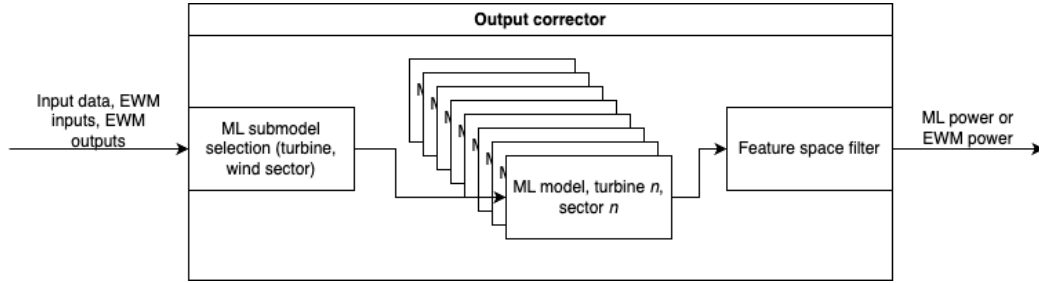 Output corrector
Input data, EWM
inputs, EWM
outputs
ML submodel
selection (turbine,
wind sector)
ML model, turbine n,
sector n
Feature space filter
ML power or
EWM power